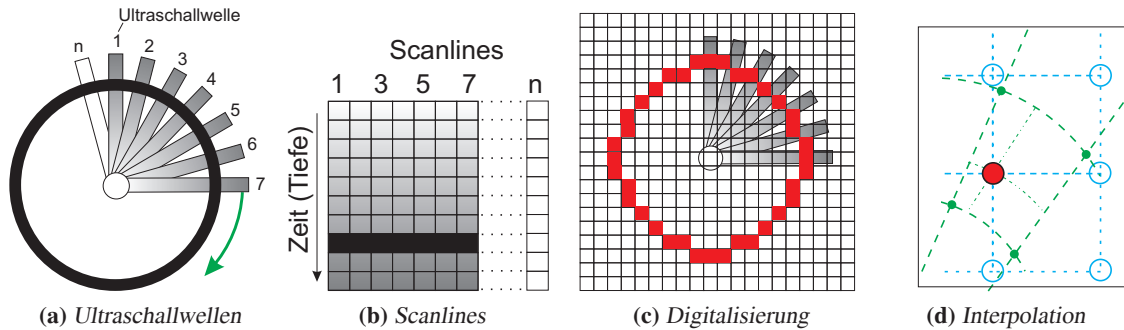 Ultraschallwelle
n 1 2 3 4 5 6 7
(a) Ultraschallwellen
Scanlines
1 3 5 7 n
Zeit (Tiefe)
(b) Scanlines
(c) Digitalisierung
(d) Interpolation